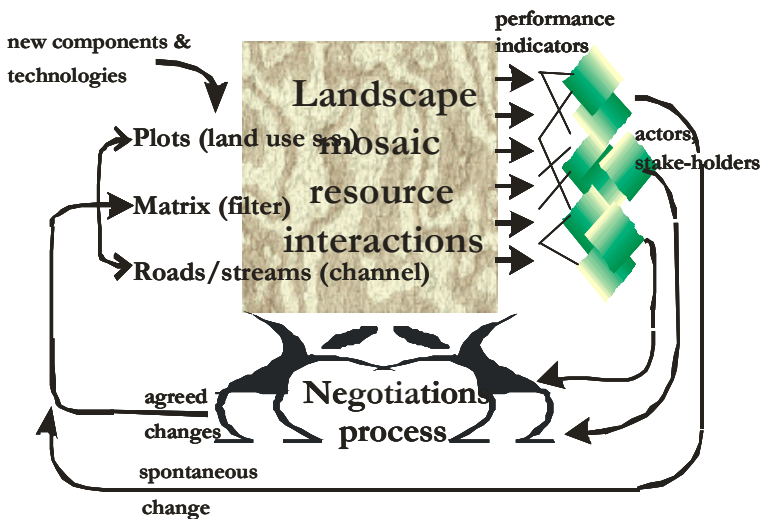 new components &
technologies
performance
indicators
Landscape
mosaic
resource
interactions
Plots (land use s.s.)
Matrix (filter)
Roads/streams (channel)
actors,
stake-holders
Negotiations
process
agreed
changes
spontaneous
change